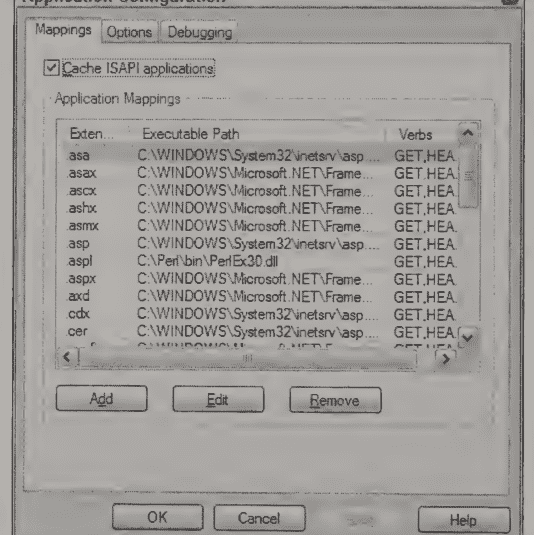 Application Configuration
Mappings Options Debugging
Cache ISAPI applications
Application Mappings
Exten... Executable Path Verbs
.asa C:\WINDOWS\System32\inetsrv\asp.... GET,HEA
.asax C:\WINDOWS\Microsoft.NET\Frame... GET,HEA.
.ascx C:\WINDOWS\Microsoft.NET\Frame... GET,HEA.
.ashx C:\WINDOWS\Microsoft.NET\Frame... GET,HEA.
.asmx C:\WINDOWS\Microsoft.NET\Frame... GET,HEA.
.asp C:\WINDOWS\System32\inetsrv\asp.... GET,HEA.
.aspl C:\Perl\bin\PerlEx30.dll GET,HEA.
.aspx C:\WINDOWS\Microsoft.NET\Frame... GET,HEA.
.axd C:\WINDOWS\Microsoft.NET\Frame... GET,HEA.
.cdx C:\WINDOWS\System32\inetsrv\asp.... GET,HEA.
.cer C:\WINDOWS\System32\inetsrv\asp.... GET,HEA
Add Edit Remove
OK Cancel Help